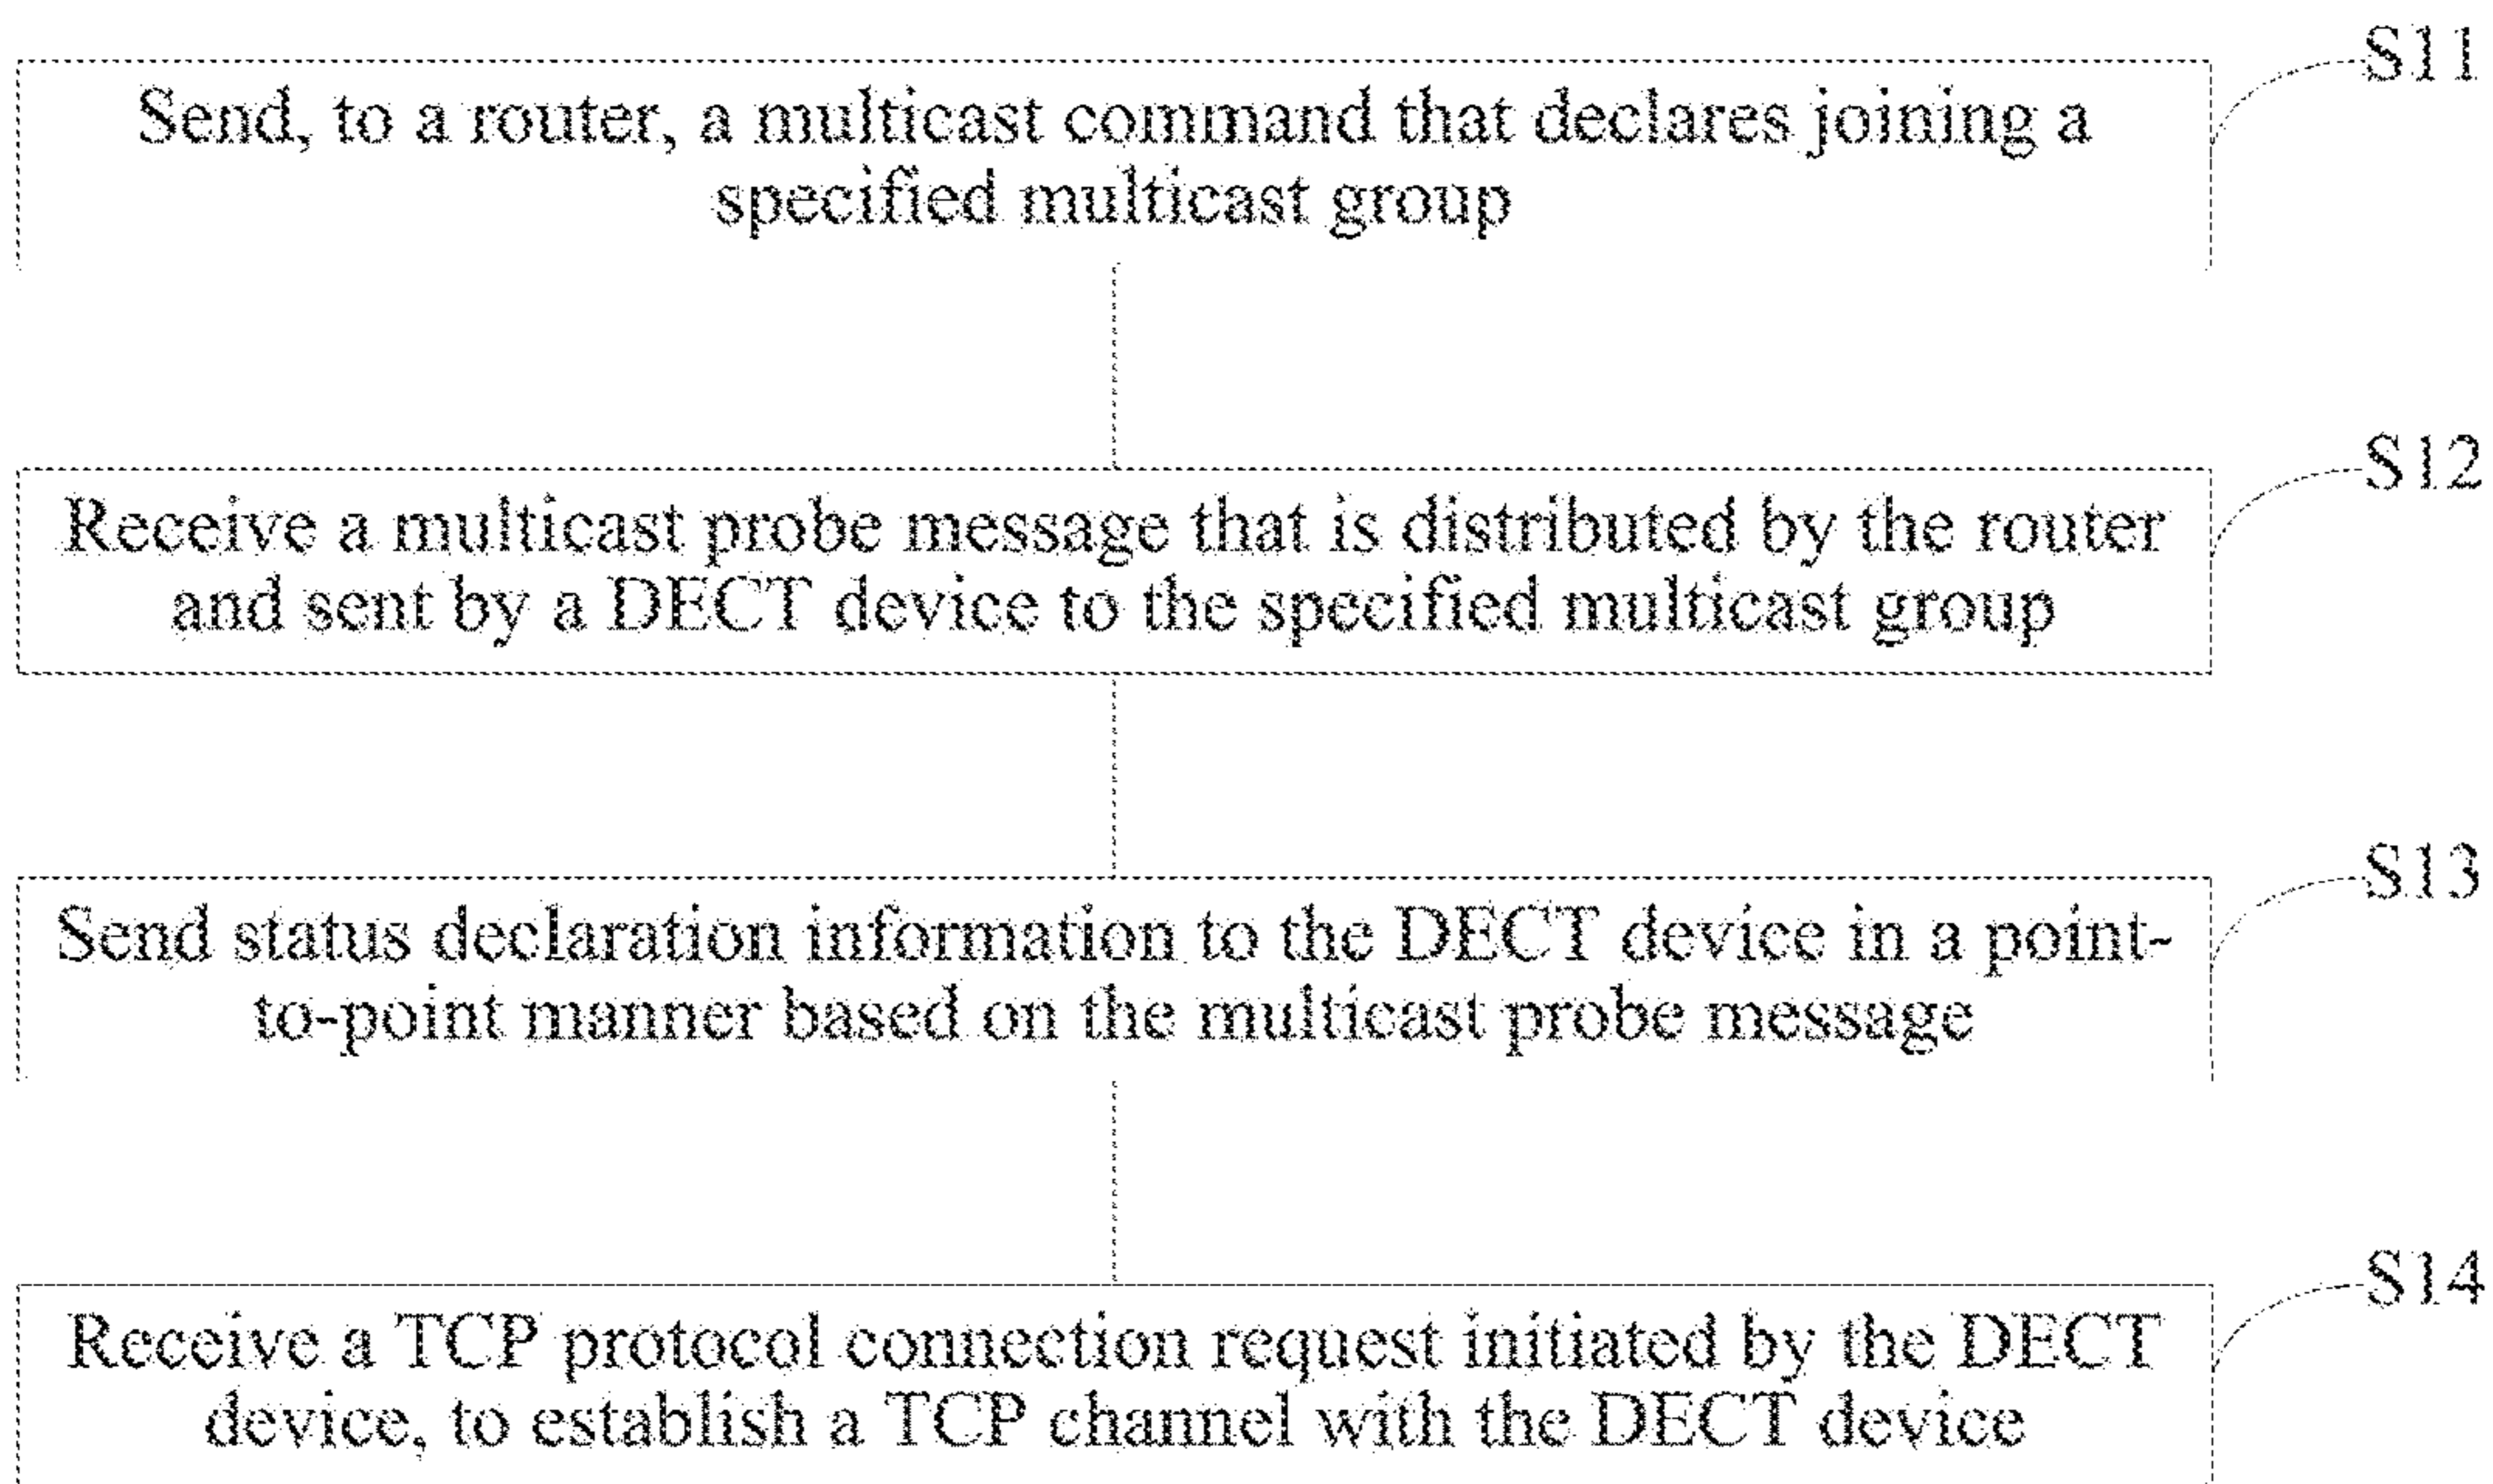 S11
Send, to a router, a multicast command that declares joining a
specified multicast group
S12
Receive a multicast probe message that is distributed by the router
and sent by a DECT device to the specified multicast group
S13
Send status declaration information to the DECT device in a point-
to-point manner based on the multicast probe message
S14
Receive a TCP protocol connection request initiated by the DECT
device, to establish a TCP channel with the DECT device